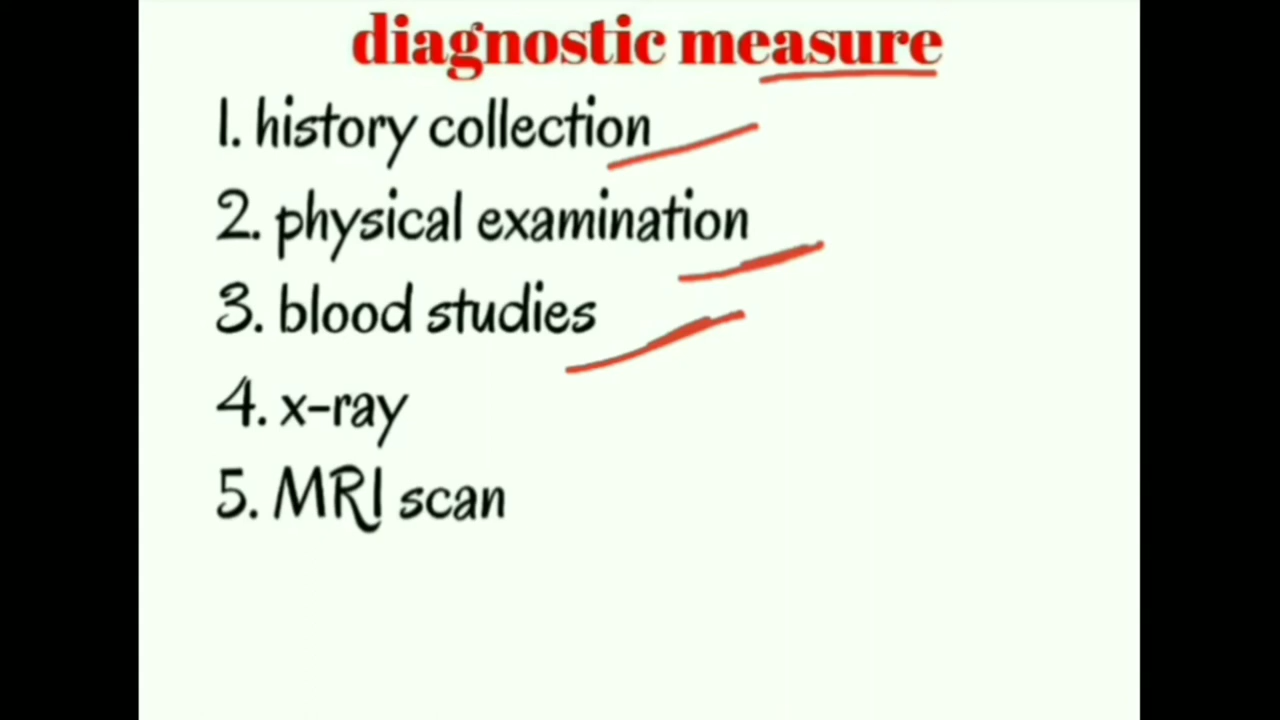 diagnostic measure
1. history collection
2. physical examination
3. blood studies
4. x-ray
5. MRI scan